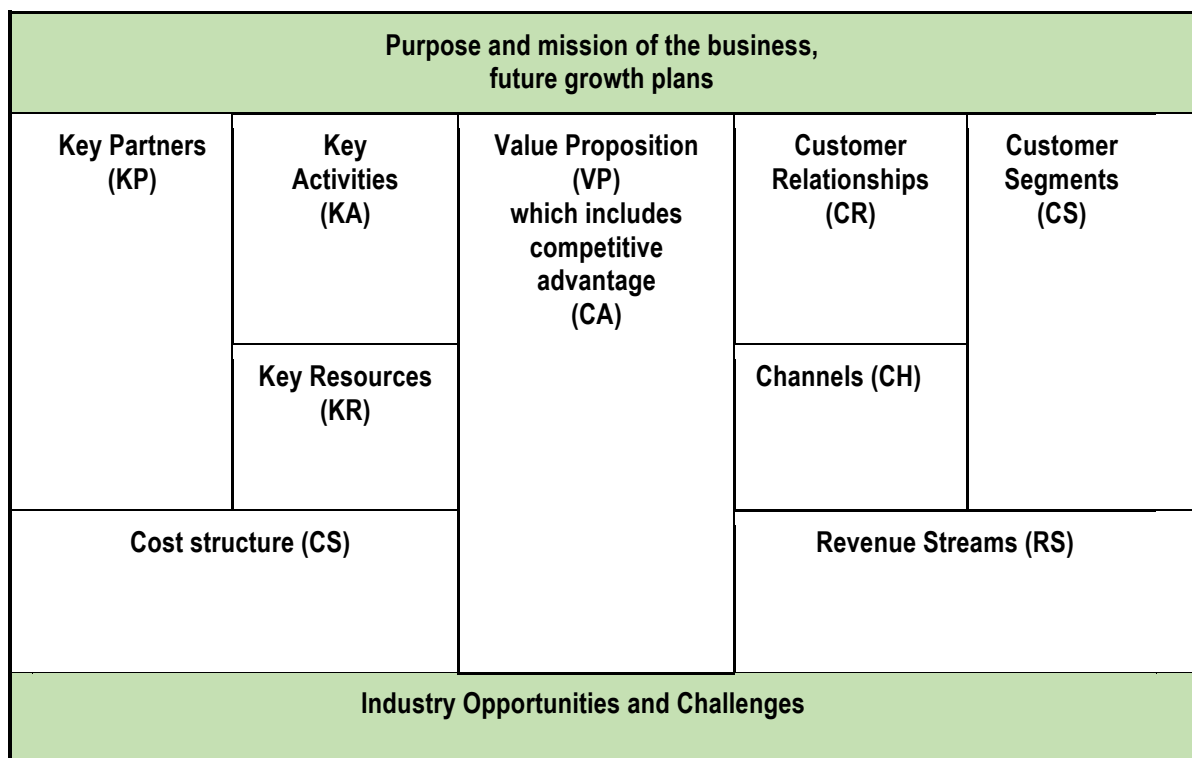 Purpose and mission of the business,
future growth plans
Key Partners
(KP)
Key
Activities
(KA)
Key Resources
(KR)
Value Proposition
(VP)
which includes
competitive
advantage
(CA)
Customer
Relationships
(CR)
Channels (CH)
Customer
Segments
(CS)
Cost structure (CS)
Revenue Streams (RS)
Industry Opportunities and Challenges